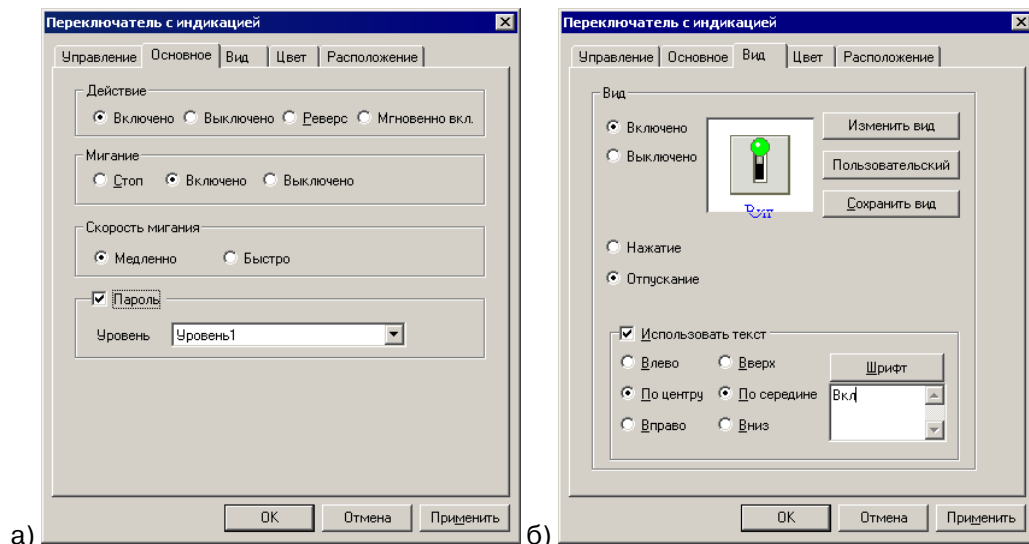 Переключатель с индикацией
Управление Основное Вид Цвет Расположение
Действие
Включено Выключено Реверс Мгновенно вкл.
Мигание
Стоп Включено Выключено
Скорость мигания
Медленно Быстро
Пароль
Уровень Уровень1
OK Отмена Применить
а)
Переключатель с индикацией
Управление Основное Вид Цвет Расположение
Вид
Включено
Выключено
Вкл
Изменить вид
Пользовательский
Сохранить вид
Нажатие
Отпускание
Использовать текст
Влево Вверх Шрифт
По центру По середине Вкл
Вправо Вниз
OK Отмена Применить
б)